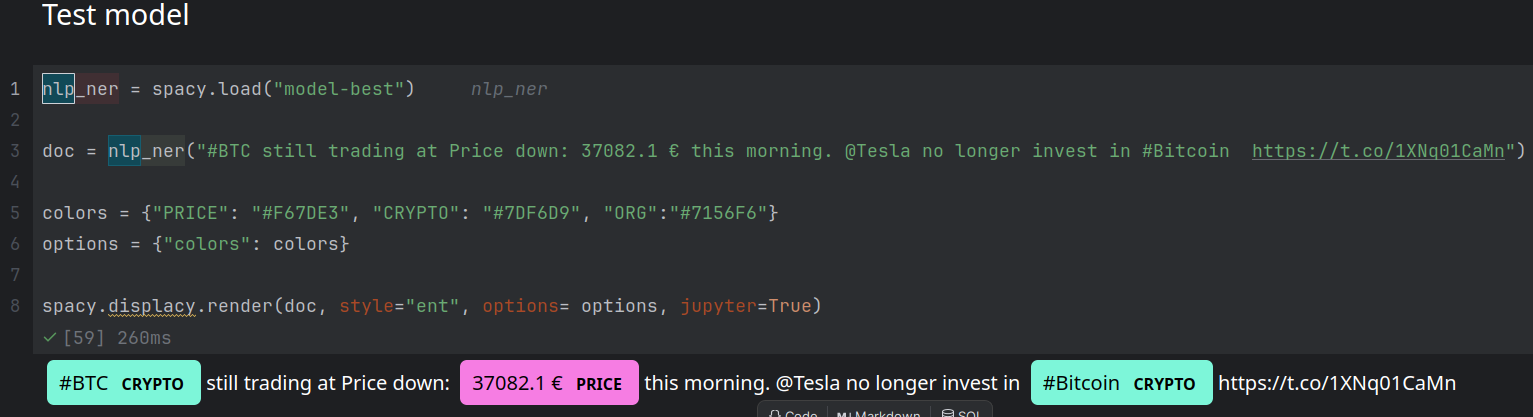 Test model
1 nlp_ner = spacy.load("model-best") nlp_ner
2
3 doc = nlp_ner("#BTC still trading at Price down: 37082.1 € this morning. @Tesla no longer invest in #Bitcoin  https://t.co/1XNq01CaMn")
4
5 colors = {"PRICE": "#F67DE3", "CRYPTO": "#7DF6D9", "ORG":"#7156F6"}
6 options = {"colors": colors}
7
8 spacy.displacy.render(doc, style="ent", options= options, jupyter=True)
[59] 260ms
#BTC CRYPTO still trading at Price down: 37082.1 € PRICE this morning. @Tesla no longer invest in #Bitcoin CRYPTO https://t.co/1XNq01CaMn
{} Code M↓ Markdown SQL